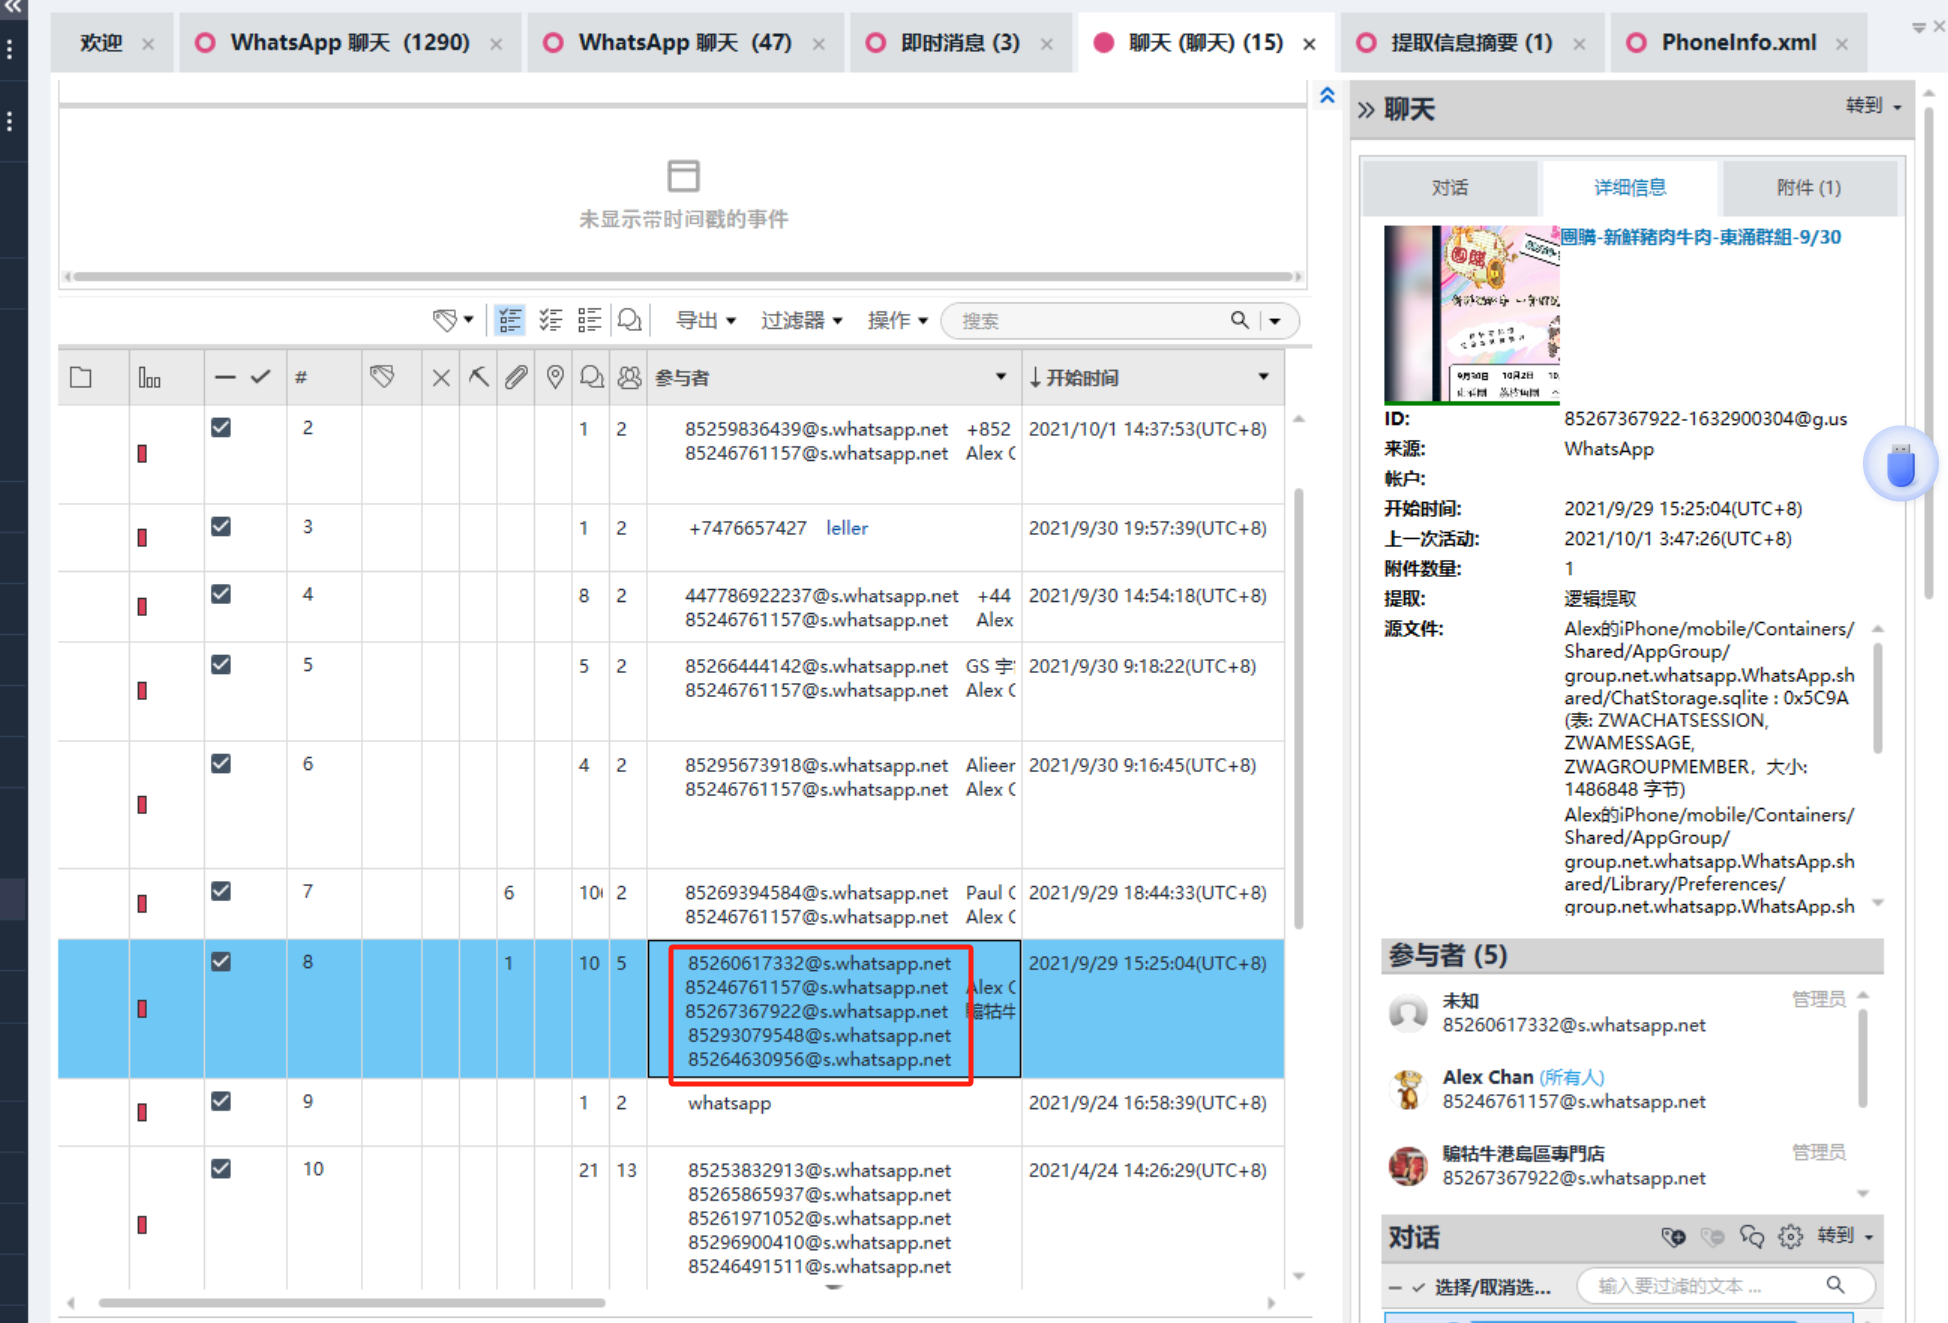 欢迎
WhatsApp 聊天 (1290)
WhatsApp 聊天 (47)
即时消息 (3)
聊天 (聊天) (15)
提取信息摘要 (1)
PhoneInfo.xml
未显示带时间戳的事件
导出
过滤器
操作
搜索
# 参与者 开始时间
2 1 2 85259836439@s.whatsapp.net +852 2021/10/1 14:37:53(UTC+8)
85246761157@s.whatsapp.net Alex C
3 1 2 +7476657427 leller 2021/9/30 19:57:39(UTC+8)
4 8 2 447786922237@s.whatsapp.net +44 2021/9/30 14:54:18(UTC+8)
85246761157@s.whatsapp.net Alex
5 5 2 85266444142@s.whatsapp.net GS 宇 2021/9/30 9:18:22(UTC+8)
85246761157@s.whatsapp.net Alex C
6 4 2 85295673918@s.whatsapp.net Alieer 2021/9/30 9:16:45(UTC+8)
85246761157@s.whatsapp.net Alex C
7 6 10 2 85269394584@s.whatsapp.net Paul C 2021/9/29 18:44:33(UTC+8)
85246761157@s.whatsapp.net Alex C
8 1 10 5 85260617332@s.whatsapp.net 2021/9/29 15:25:04(UTC+8)
85246761157@s.whatsapp.net Alex C
85267367922@s.whatsapp.net 騸牯牛
85293079548@s.whatsapp.net
85264630956@s.whatsapp.net
9 1 2 whatsapp 2021/9/24 16:58:39(UTC+8)
10 21 13 85253832913@s.whatsapp.net 2021/4/24 14:26:29(UTC+8)
85265865937@s.whatsapp.net
85261971052@s.whatsapp.net
85296900410@s.whatsapp.net
85246491511@s.whatsapp.net
聊天
转到
对话
详细信息
附件 (1)
團購
9月30日 10月2日 10
團購-新鮮豬肉牛肉-東涌群組-9/30
ID: 85267367922-1632900304@g.us
来源: WhatsApp
帐户:
开始时间: 2021/9/29 15:25:04(UTC+8)
上一次活动: 2021/10/1 3:47:26(UTC+8)
附件数量: 1
提取: 逻辑提取
源文件: Alex的iPhone/mobile/Containers/
Shared/AppGroup/
group.net.whatsapp.WhatsApp.sh
ared/ChatStorage.sqlite : 0x5C9A
(表: ZWACHATSESSION,
ZWAMESSAGE,
ZWAGROUPMEMBER，大小:
1486848 字节)
Alex的iPhone/mobile/Containers/
Shared/AppGroup/
group.net.whatsapp.WhatsApp.sh
ared/Library/Preferences/
group.net.whatsapp.WhatsApp.sh
参与者 (5)
未知 管理员
85260617332@s.whatsapp.net
Alex Chan (所有人)
85246761157@s.whatsapp.net
騸牯牛港島區專門店 管理员
85267367922@s.whatsapp.net
对话
转到
选择/取消选...
输入要过滤的文本 ...